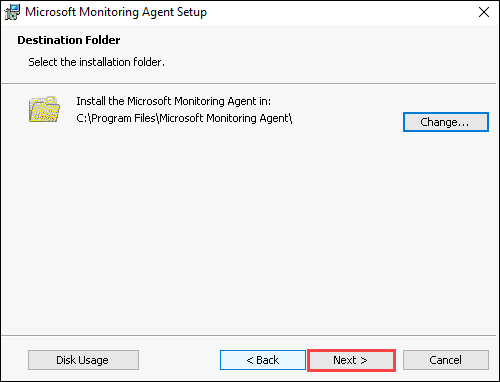 Microsoft Monitoring Agent Setup
Destination Folder
Select the installation folder.
Install the Microsoft Monitoring Agent in:
C:\Program Files\Microsoft Monitoring Agent\
Change...
Disk Usage
< Back
Next >
Cancel